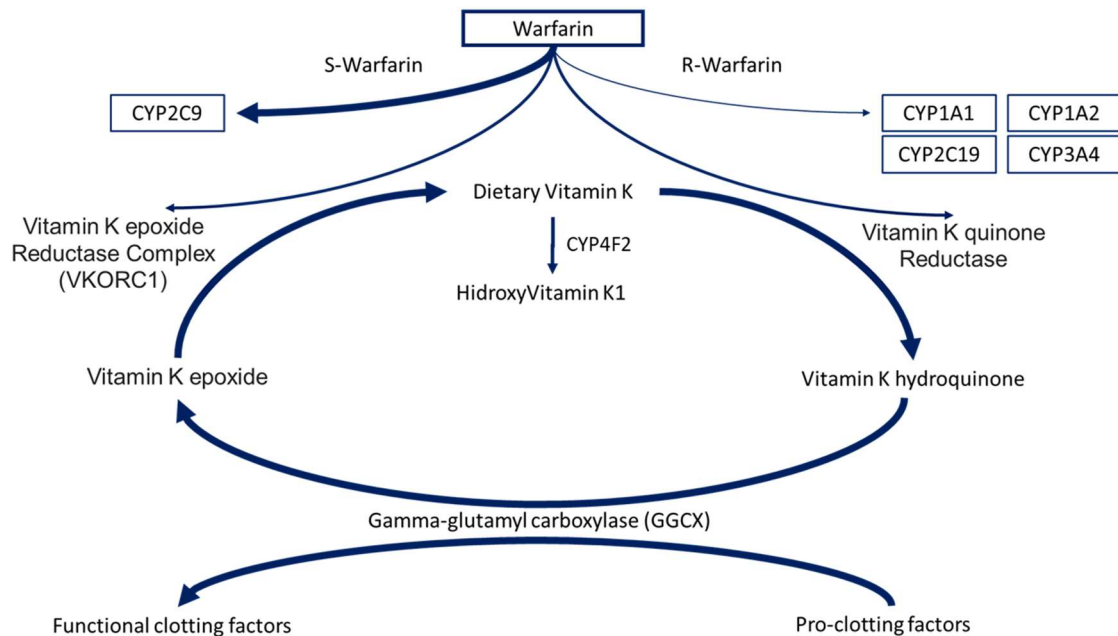 Warfarin
S-Warfarin
R-Warfarin
CYP2C9
CYP1A1
CYP1A2
CYP2C19
CYP3A4
Dietary Vitamin K
Vitamin K epoxide
Reductase Complex
(VKORC1)
Vitamin K quinone
Reductase
CYP4F2
HidroxyVitamin K1
Vitamin K epoxide
Vitamin K hydroquinone
Gamma-glutamyl carboxylase (GGCX)
Functional clotting factors
Pro-clotting factors